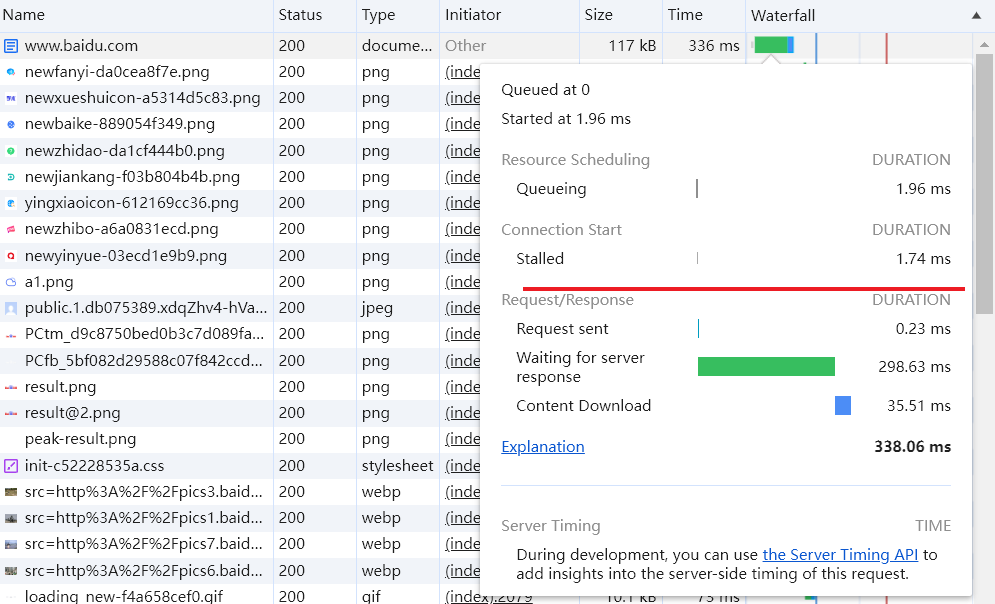 Name Status Type Initiator Size Time Waterfall
www.baidu.com 200 docume... Other 117 kB 336 ms
newfanyi-da0cea8f7e.png 200 png (inde
newxueshuicon-a5314d5c83.png 200 png (inde
newbaike-889054f349.png 200 png (inde
newzhidao-da1cf444b0.png 200 png (inde
newjiankang-f03b804b4b.png 200 png (inde
yingxiaoicon-612169cc36.png 200 png (inde
newzhibo-a6a0831ecd.png 200 png (inde
newyinyue-03ecd1e9b9.png 200 png (inde
a1.png 200 png (inde
public.1.db075389.xdqZhv4-hVa... 200 jpeg (inde
PCtm_d9c8750bed0b3c7d089fa... 200 png (inde
PCfb_5bf082d29588c07f842ccd... 200 png (inde
result.png 200 png (inde
result@2.png 200 png (inde
peak-result.png 200 png (inde
init-c52228535a.css 200 stylesheet (inde
src=http%3A%2F%2Fpics3.baid... 200 webp (inde
src=http%3A%2F%2Fpics1.baid... 200 webp (inde
src=http%3A%2F%2Fpics7.baid... 200 webp (inde
src=http%3A%2F%2Fpics6.baid... 200 webp (inde
loading_new-f4a658cef0.gif 200 gif (index):2079 10.1 kB 73 ms
Queued at 0
Started at 1.96 ms
Resource Scheduling DURATION
Queueing 1.96 ms
Connection Start DURATION
Stalled 1.74 ms
Request/Response DURATION
Request sent 0.23 ms
Waiting for server
response 298.63 ms
Content Download 35.51 ms
Explanation 338.06 ms
Server Timing TIME
During development, you can use the Server Timing API to
add insights into the server-side timing of this request.